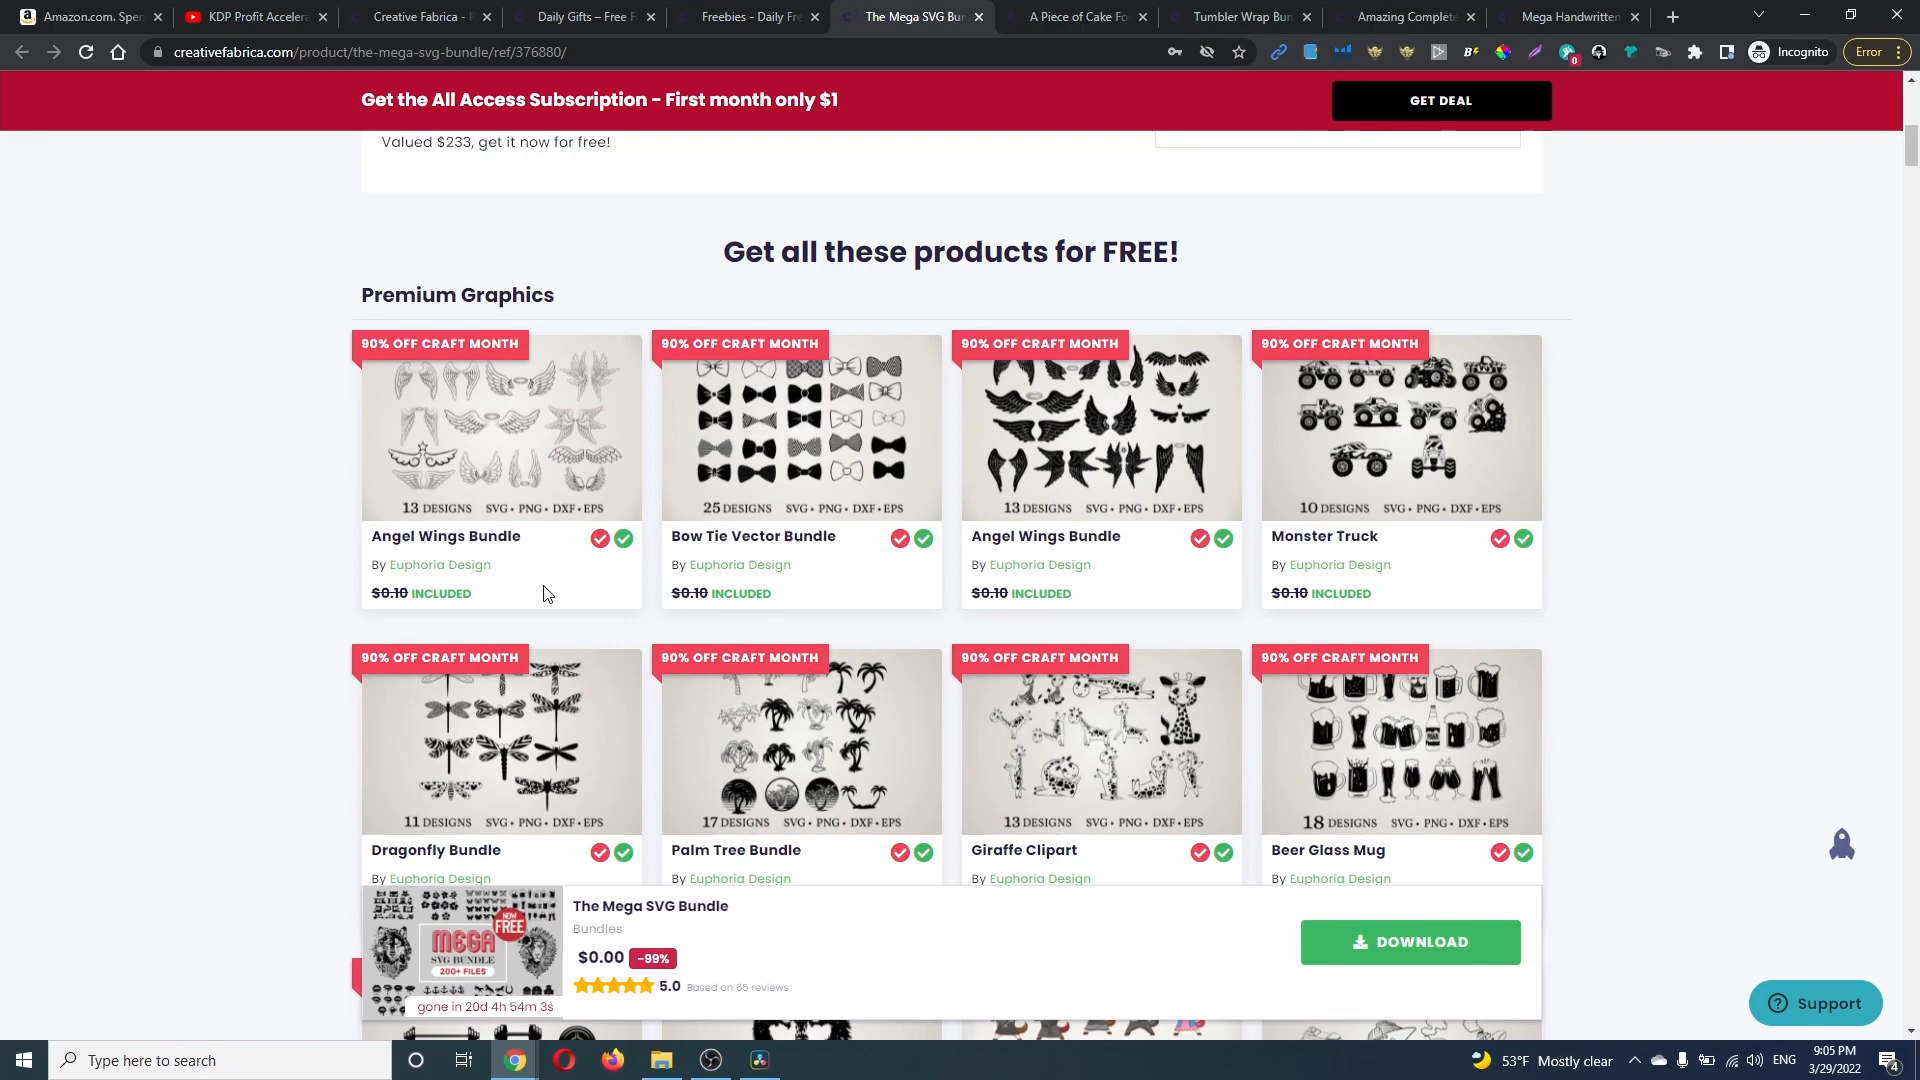 Amazon.com. Spen
KDP Profit Accelera
Creative Fabrica - F
Daily Gifts – Free F
Freebies - Daily Fre
The Mega SVG Bun
A Piece of Cake Fo
Tumbler Wrap Bun
Amazing Complete
Mega Handwritten
creativefabrica.com/product/the-mega-svg-bundle/ref/376880/
Incognito
Error
Get the All Access Subscription - First month only $1
GET DEAL
Valued $233, get it now for free!
Get all these products for FREE!
Premium Graphics
90% OFF CRAFT MONTH
90% OFF CRAFT MONTH
90% OFF CRAFT MONTH
90% OFF CRAFT MONTH
13 DESIGNS SVG • PNG • DXF • EPS
25 DESIGNS SVG • PNG • DXF • EPS
13 DESIGNS SVG • PNG • DXF • EPS
10 DESIGNS SVG • PNG • DXF • EPS
Angel Wings Bundle
Bow Tie Vector Bundle
Angel Wings Bundle
Monster Truck
By Euphoria Design
By Euphoria Design
By Euphoria Design
By Euphoria Design
$0.10 INCLUDED
$0.10 INCLUDED
$0.10 INCLUDED
$0.10 INCLUDED
90% OFF CRAFT MONTH
90% OFF CRAFT MONTH
90% OFF CRAFT MONTH
90% OFF CRAFT MONTH
11 DESIGNS SVG • PNG • DXF • EPS
17 DESIGNS SVG • PNG • DXF • EPS
13 DESIGNS SVG • PNG • DXF • EPS
18 DESIGNS SVG • PNG • DXF • EPS
Dragonfly Bundle
Palm Tree Bundle
Giraffe Clipart
Beer Glass Mug
By Euphoria Design
By Euphoria Design
By Euphoria Design
By Euphoria Design
NOW
FREE
MEGA
SVG BUNDLE
200+ FILES
gone in 20d 4h 54m 3s
The Mega SVG Bundle
Bundles
$0.00 -99%
5.0 Based on 65 reviews
DOWNLOAD
Support
Type here to search
53°F Mostly clear
ENG
9:05 PM
3/29/2022
4